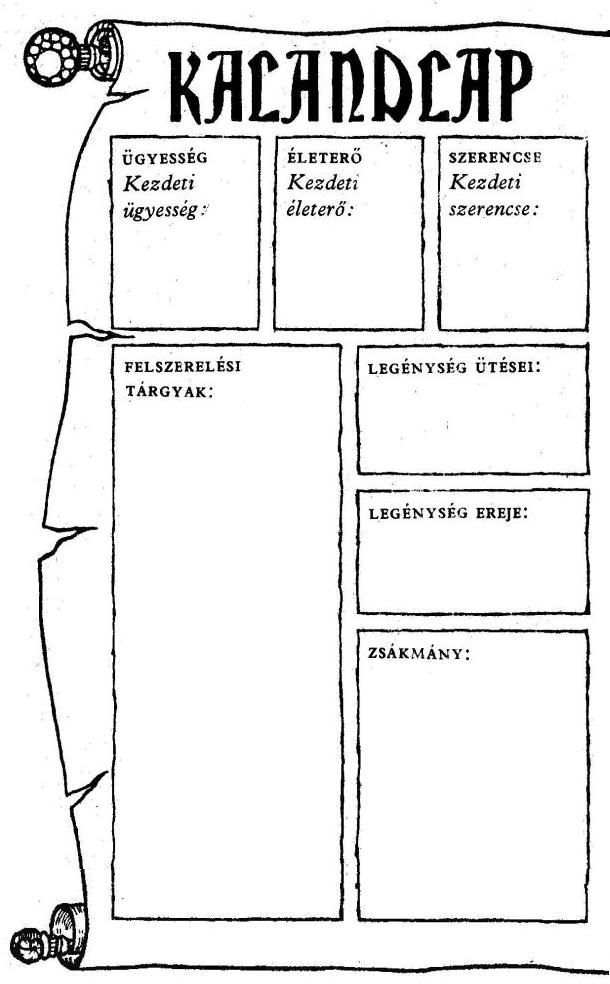 KALANDLAP
ÜGYESSÉG
Kezdeti
ügyesség:
ÉLETERŐ
Kezdeti
életerő:
SZERENCSE
Kezdeti
szerencse:
FELSZERELÉSI
TÁRGYAK:
LEGÉNYSÉG ÜTÉSEI:
LEGÉNYSÉG EREJE:
ZSÁKMÁNY: